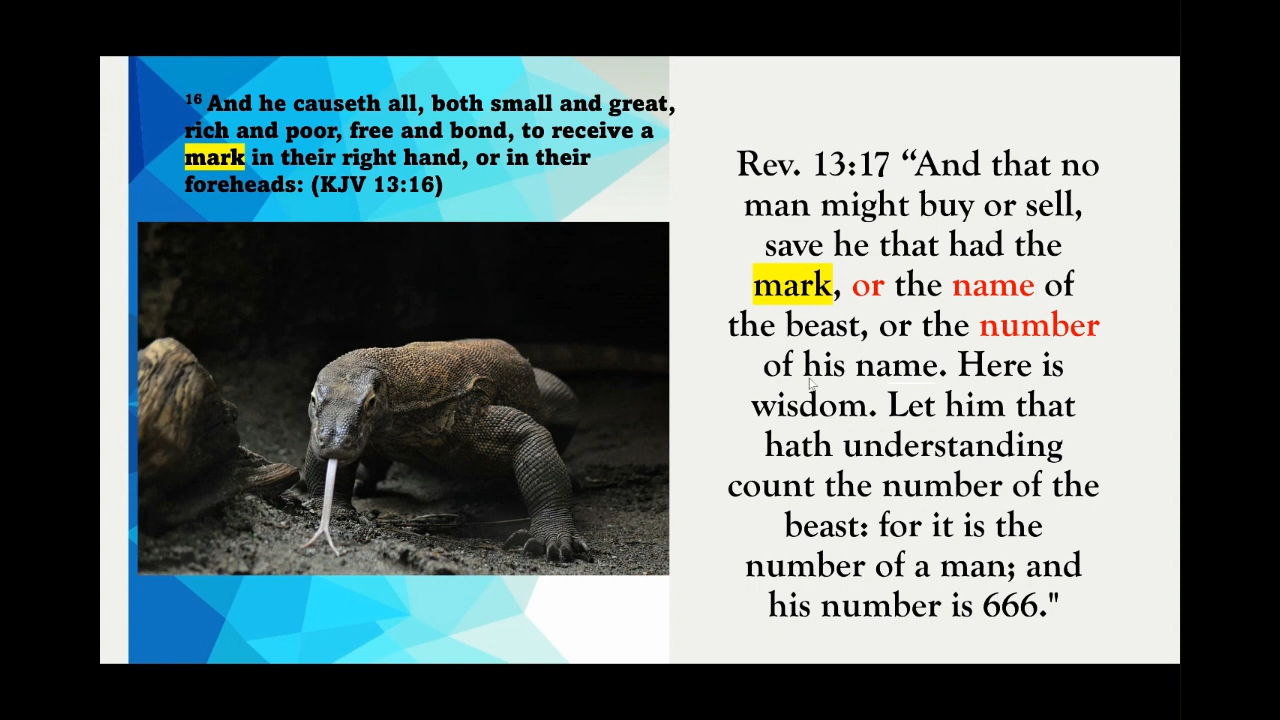 16 And he causeth all, both small and great,
rich and poor, free and bond, to receive a
mark in their right hand, or in their
foreheads: (KJV 13:16)
Rev. 13:17 “And that no
man might buy or sell,
save he that had the
mark, or the name of
the beast, or the number
of his name. Here is
wisdom. Let him that
hath understanding
count the number of the
beast: for it is the
number of a man; and
his number is 666."